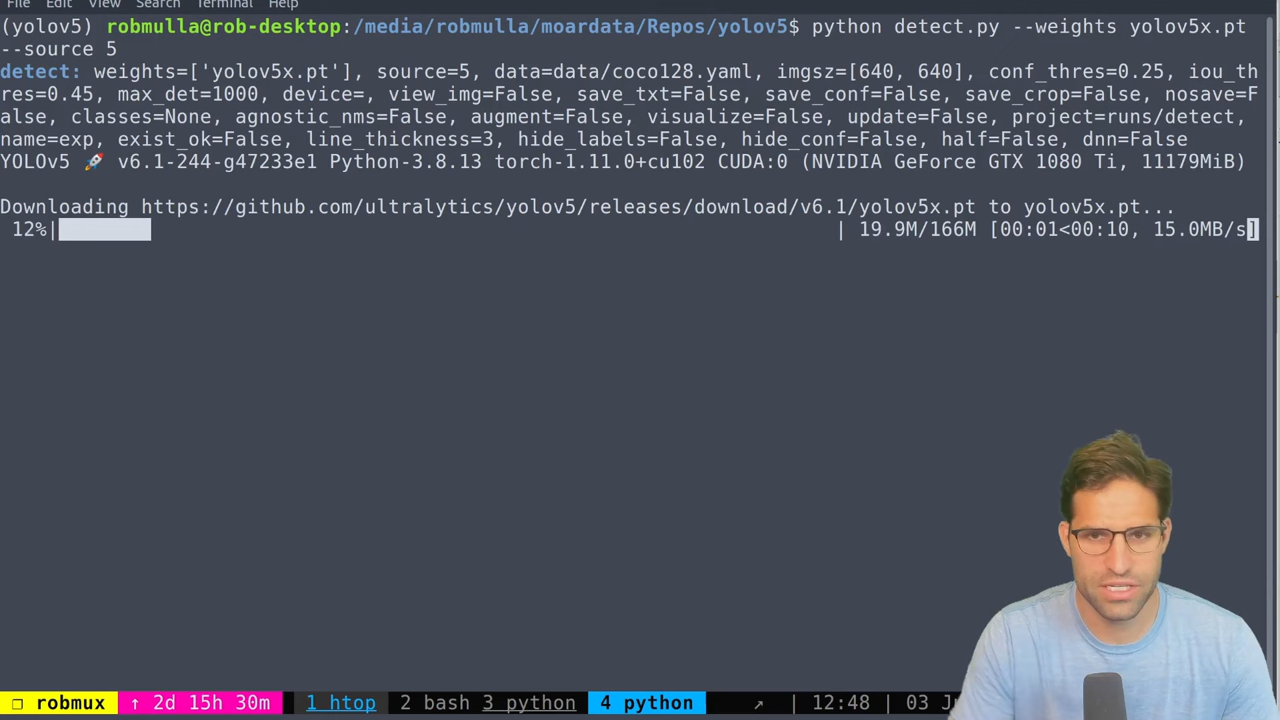 File Edit View Search Terminal Help
(yolov5) robmulla@rob-desktop:/media/robmulla/moardata/Repos/yolov5$ python detect.py --weights yolov5x.pt
--source 5
detect: weights=['yolov5x.pt'], source=5, data=data/coco128.yaml, imgsz=[640, 640], conf_thres=0.25, iou_th
res=0.45, max_det=1000, device=, view_img=False, save_txt=False, save_conf=False, save_crop=False, nosave=F
alse, classes=None, agnostic_nms=False, augment=False, visualize=False, update=False, project=runs/detect,
name=exp, exist_ok=False, line_thickness=3, hide_labels=False, hide_conf=False, half=False, dnn=False
YOLOv5 🚀 v6.1-244-g47233e1 Python-3.8.13 torch-1.11.0+cu102 CUDA:0 (NVIDIA GeForce GTX 1080 Ti, 11179MiB)
Downloading https://github.com/ultralytics/yolov5/releases/download/v6.1/yolov5x.pt to yolov5x.pt...
12%| | 19.9M/166M [00:01<00:10, 15.0MB/s]
❐ robmux ↑ 2d 15h 30m 1 htop 2 bash 3 python 4 python ↗ | 12:48 | 03